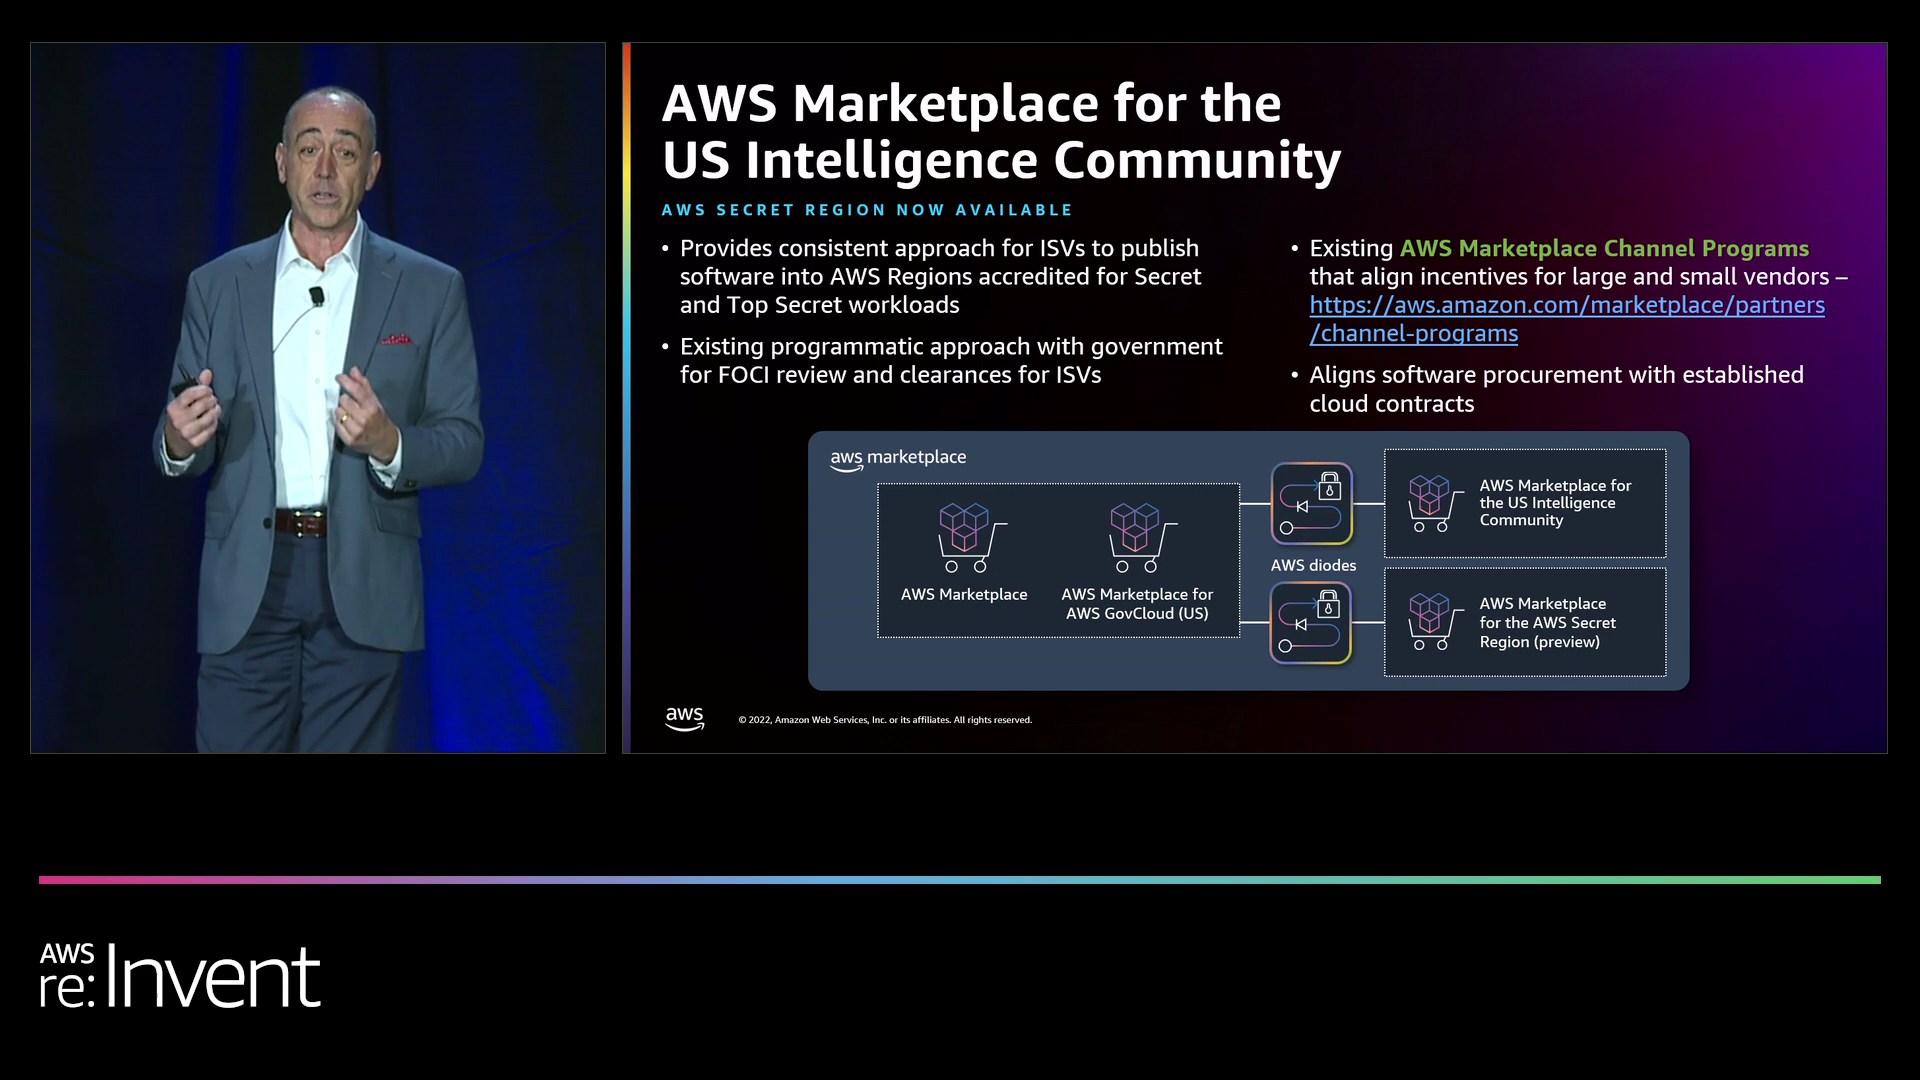 AWS Marketplace for the
US Intelligence Community
AWS SECRET REGION NOW AVAILABLE
• Provides consistent approach for ISVs to publish
software into AWS Regions accredited for Secret
and Top Secret workloads
• Existing programmatic approach with government
for FOCI review and clearances for ISVs
• Existing AWS Marketplace Channel Programs
that align incentives for large and small vendors –
https://aws.amazon.com/marketplace/partners
/channel-programs
• Aligns software procurement with established
cloud contracts
aws marketplace
AWS Marketplace
AWS Marketplace for
AWS GovCloud (US)
AWS diodes
AWS Marketplace for
the US Intelligence
Community
AWS Marketplace
for the AWS Secret
Region (preview)
aws
© 2022, Amazon Web Services, Inc. or its affiliates. All rights reserved.
AWS
re:Invent